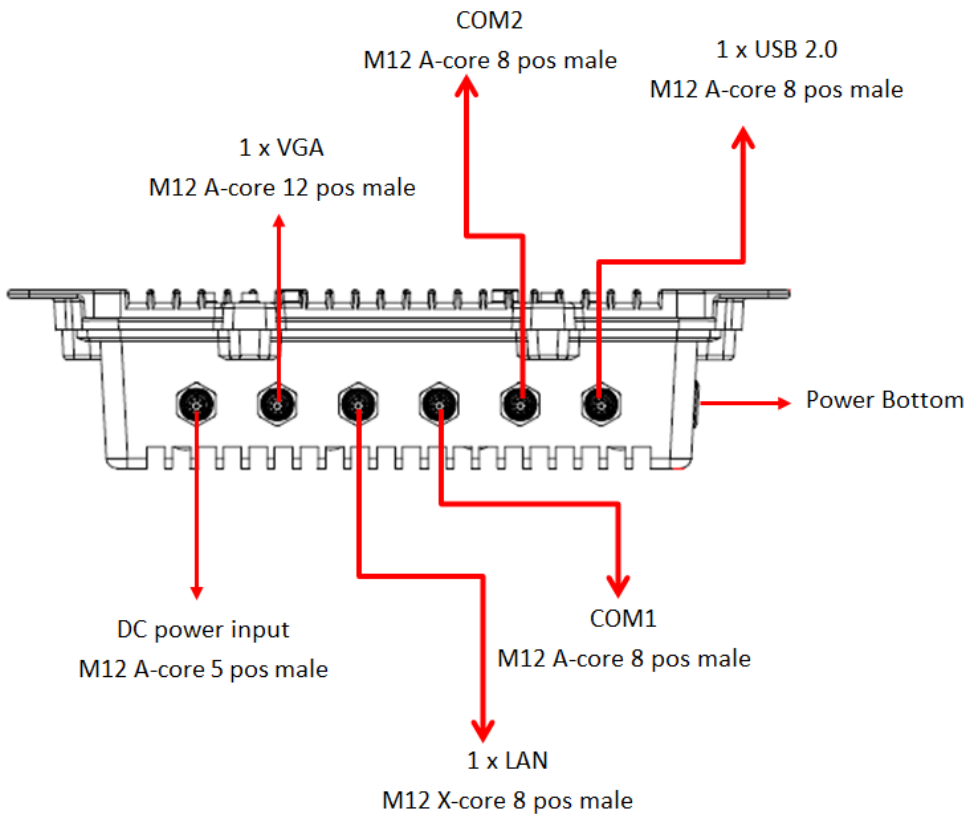 COM2
M12 A-core 8 pos male
1 x USB 2.0
M12 A-core 8 pos male
1 x VGA
M12 A-core 12 pos male
Power Bottom
DC power input
M12 A-core 5 pos male
COM1
M12 A-core 8 pos male
1 x LAN
M12 X-core 8 pos male